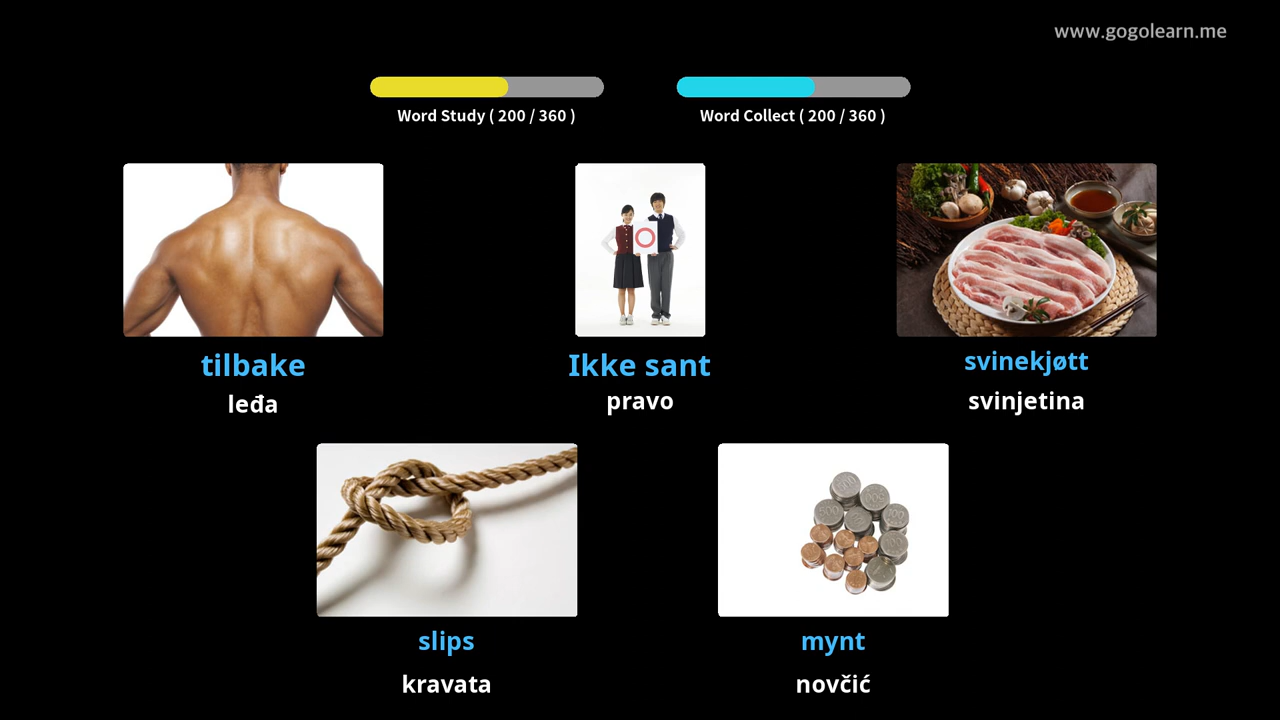 www.gogolearn.me
Word Study ( 200 / 360 )
Word Collect ( 200 / 360 )
tilbake
leđa
Ikke sant
pravo
svinekjøtt
svinjetina
slips
kravata
mynt
novčić